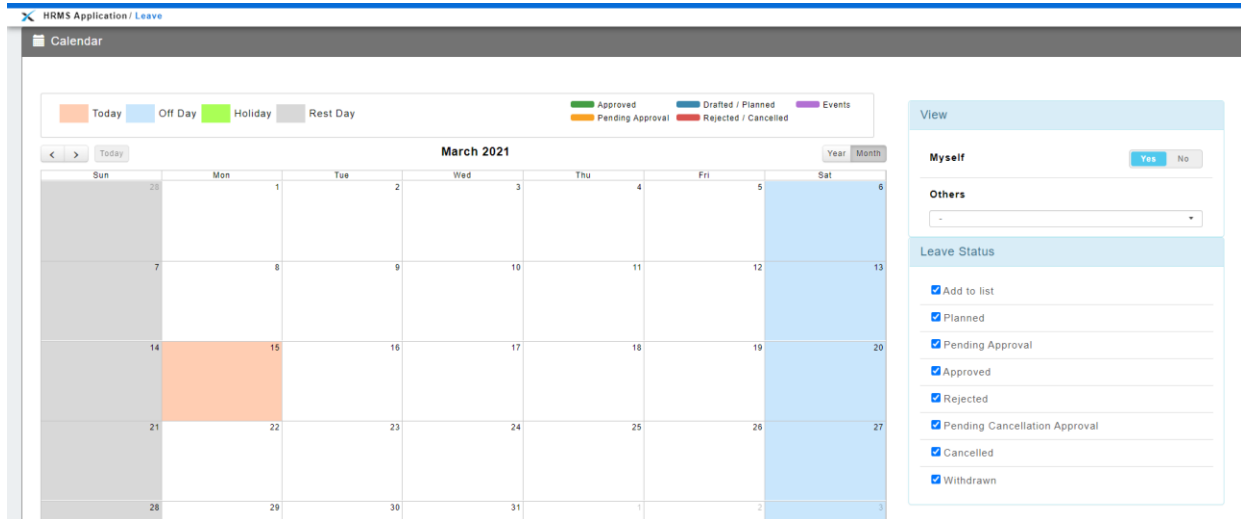 HRMS Application / Leave
Calendar
Today Off Day Holiday Rest Day
Approved Drafted / Planned Events
Pending Approval Rejected / Cancelled
Today March 2021 Year Month
Sun Mon Tue Wed Thu Fri Sat
28 1 2 3 4 5 6
7 8 9 10 11 12 13
14 15 16 17 18 19 20
21 22 23 24 25 26 27
28 29 30 31 1 2 3
View
Myself Yes No
Others
-
Leave Status
Add to list
Planned
Pending Approval
Approved
Rejected
Pending Cancellation Approval
Cancelled
Withdrawn